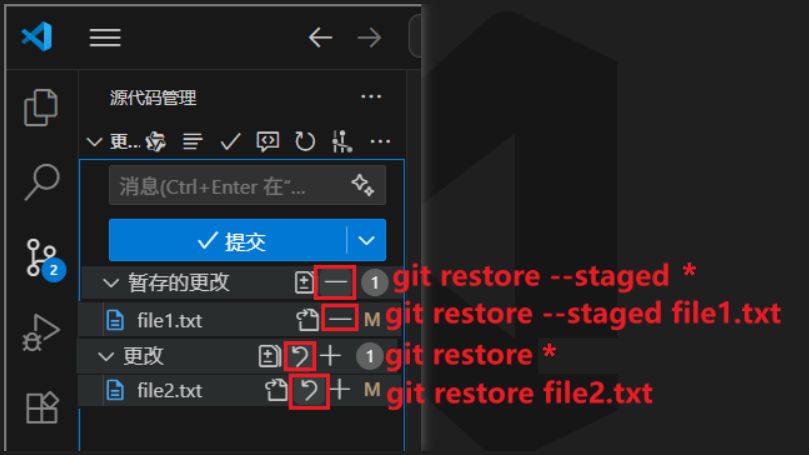 源代码管理
更...
消息(Ctrl+Enter 在"...
提交
2
暂存的更改 1 git restore --staged *
file1.txt M git restore --staged file1.txt
更改 1 git restore *
file2.txt M git restore file2.txt